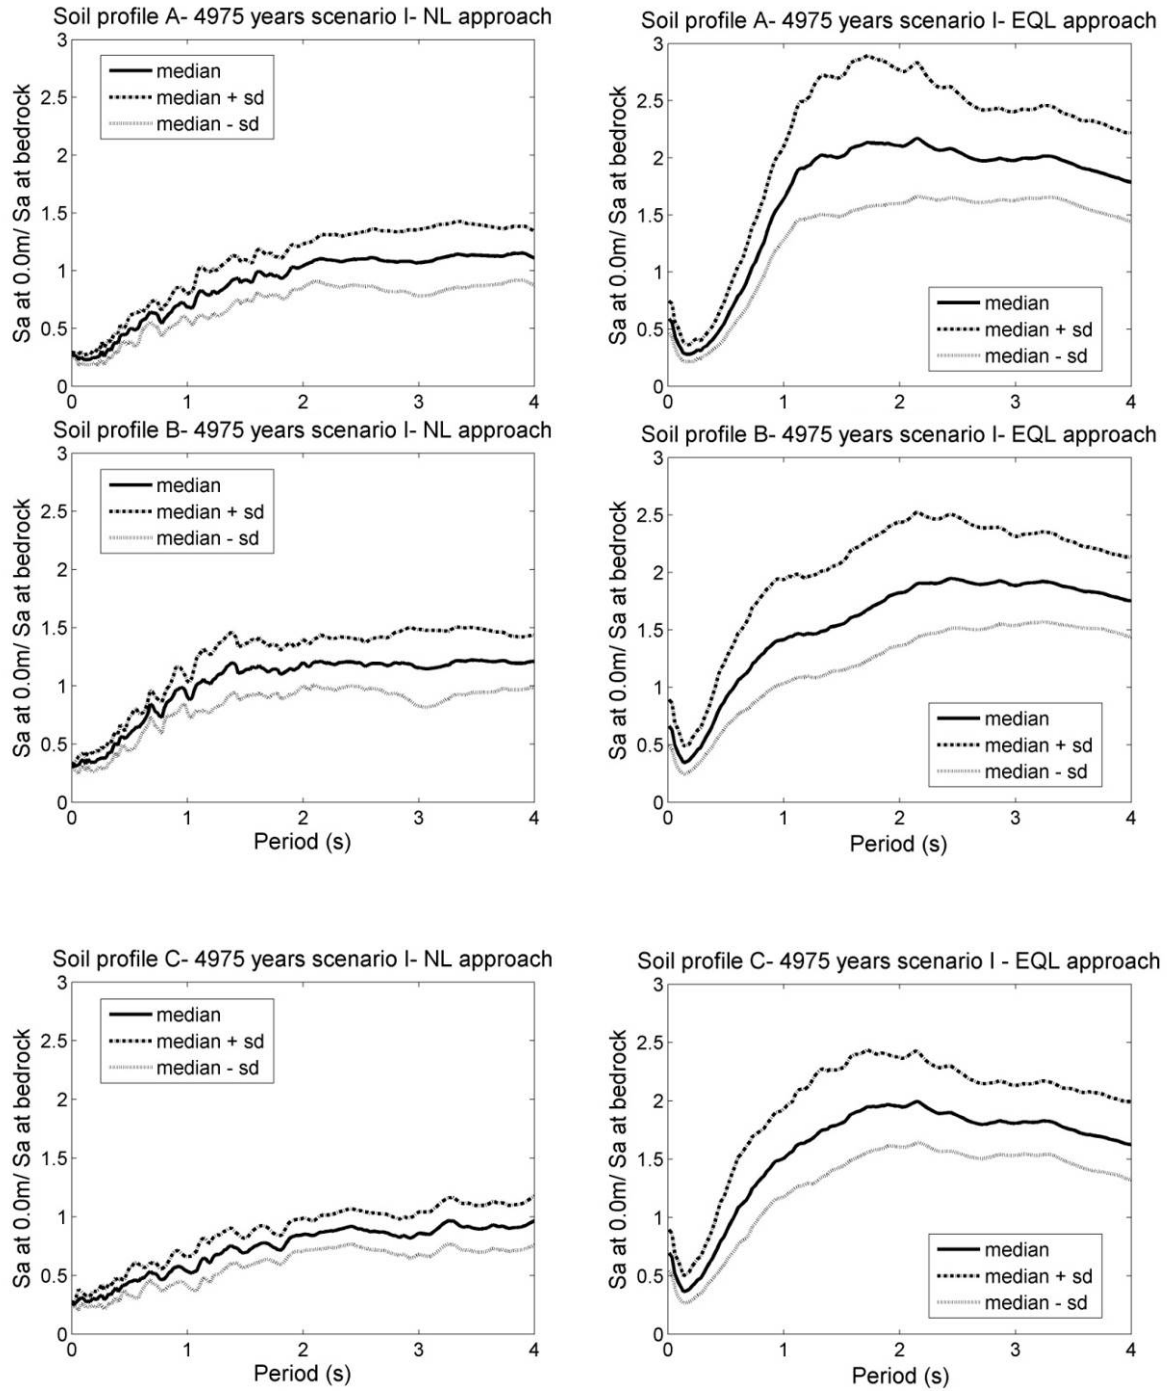 Soil profile A- 4975 years scenario I- NL approach
3
2.5
2
1.5
1
0.5
0
Sa at 0.0m/ Sa at bedrock
median
median + sd
median - sd
0 1 2 3 4
Soil profile A- 4975 years scenario I- EQL approach
3
2.5
2
1.5
1
0.5
0
Sa at 0.0m/ Sa at bedrock
median
median + sd
median - sd
0 1 2 3 4
Soil profile B- 4975 years scenario I- NL approach
3
2.5
2
1.5
1
0.5
0
Sa at 0.0m/ Sa at bedrock
median
median + sd
median - sd
0 1 2 3 4
Period (s)
Soil profile B- 4975 years scenario I- EQL approach
3
2.5
2
1.5
1
0.5
0
Sa at 0.0m/ Sa at bedrock
median
median + sd
median - sd
0 1 2 3 4
Period (s)
Soil profile C- 4975 years scenario I- NL approach
3
2.5
2
1.5
1
0.5
0
Sa at 0.0m/ Sa at bedrock
median
median + sd
median - sd
0 1 2 3 4
Period (s)
Soil profile C- 4975 years scenario I - EQL approach
3
2.5
2
1.5
1
0.5
0
Sa at 0.0m/ Sa at bedrock
median
median + sd
median - sd
0 1 2 3 4
Period (s)